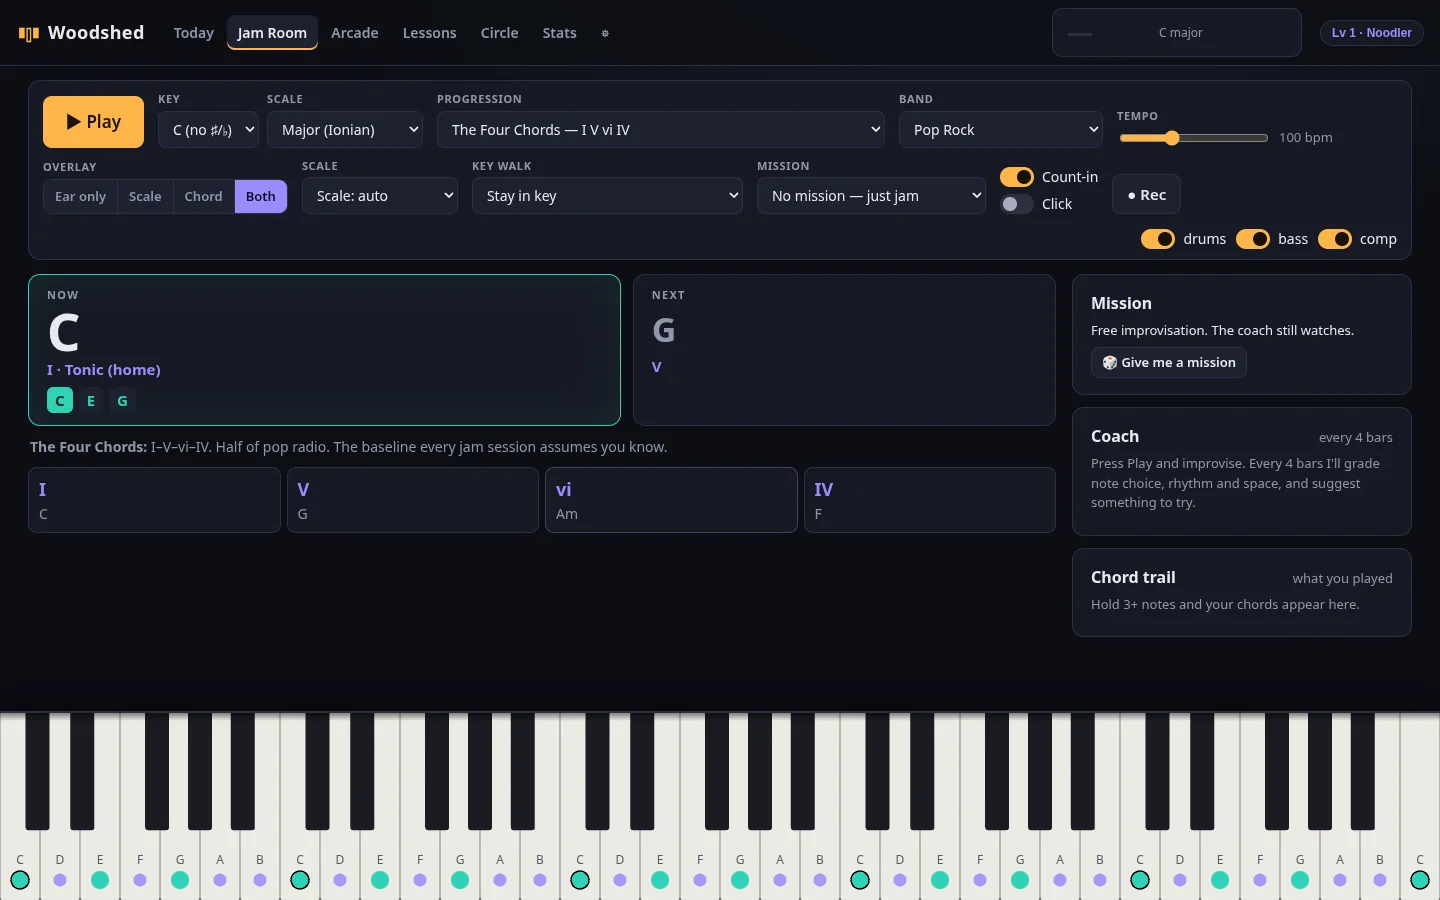 Woodshed Today Jam Room Arcade Lessons Circle Stats C major Lv 1 · Noodler
KEY SCALE PROGRESSION BAND TEMPO
▶ Play C (no ♯/♭) Major (Ionian) The Four Chords — I V vi IV Pop Rock 100 bpm
OVERLAY SCALE KEY WALK MISSION
Ear only Scale Chord Both Scale: auto Stay in key No mission — just jam Count-in Click ● Rec
drums bass comp
NOW
C
I · Tonic (home)
C E G
NEXT
G
V
The Four Chords: I–V–vi–IV. Half of pop radio. The baseline every jam session assumes you know.
I V vi IV
C G Am F
Mission
Free improvisation. The coach still watches.
🎲 Give me a mission
Coach every 4 bars
Press Play and improvise. Every 4 bars I'll grade
note choice, rhythm and space, and suggest
something to try.
Chord trail what you played
Hold 3+ notes and your chords appear here.
C D E F G A B C D E F G A B C D E F G A B C D E F G A B C D E F G A B C